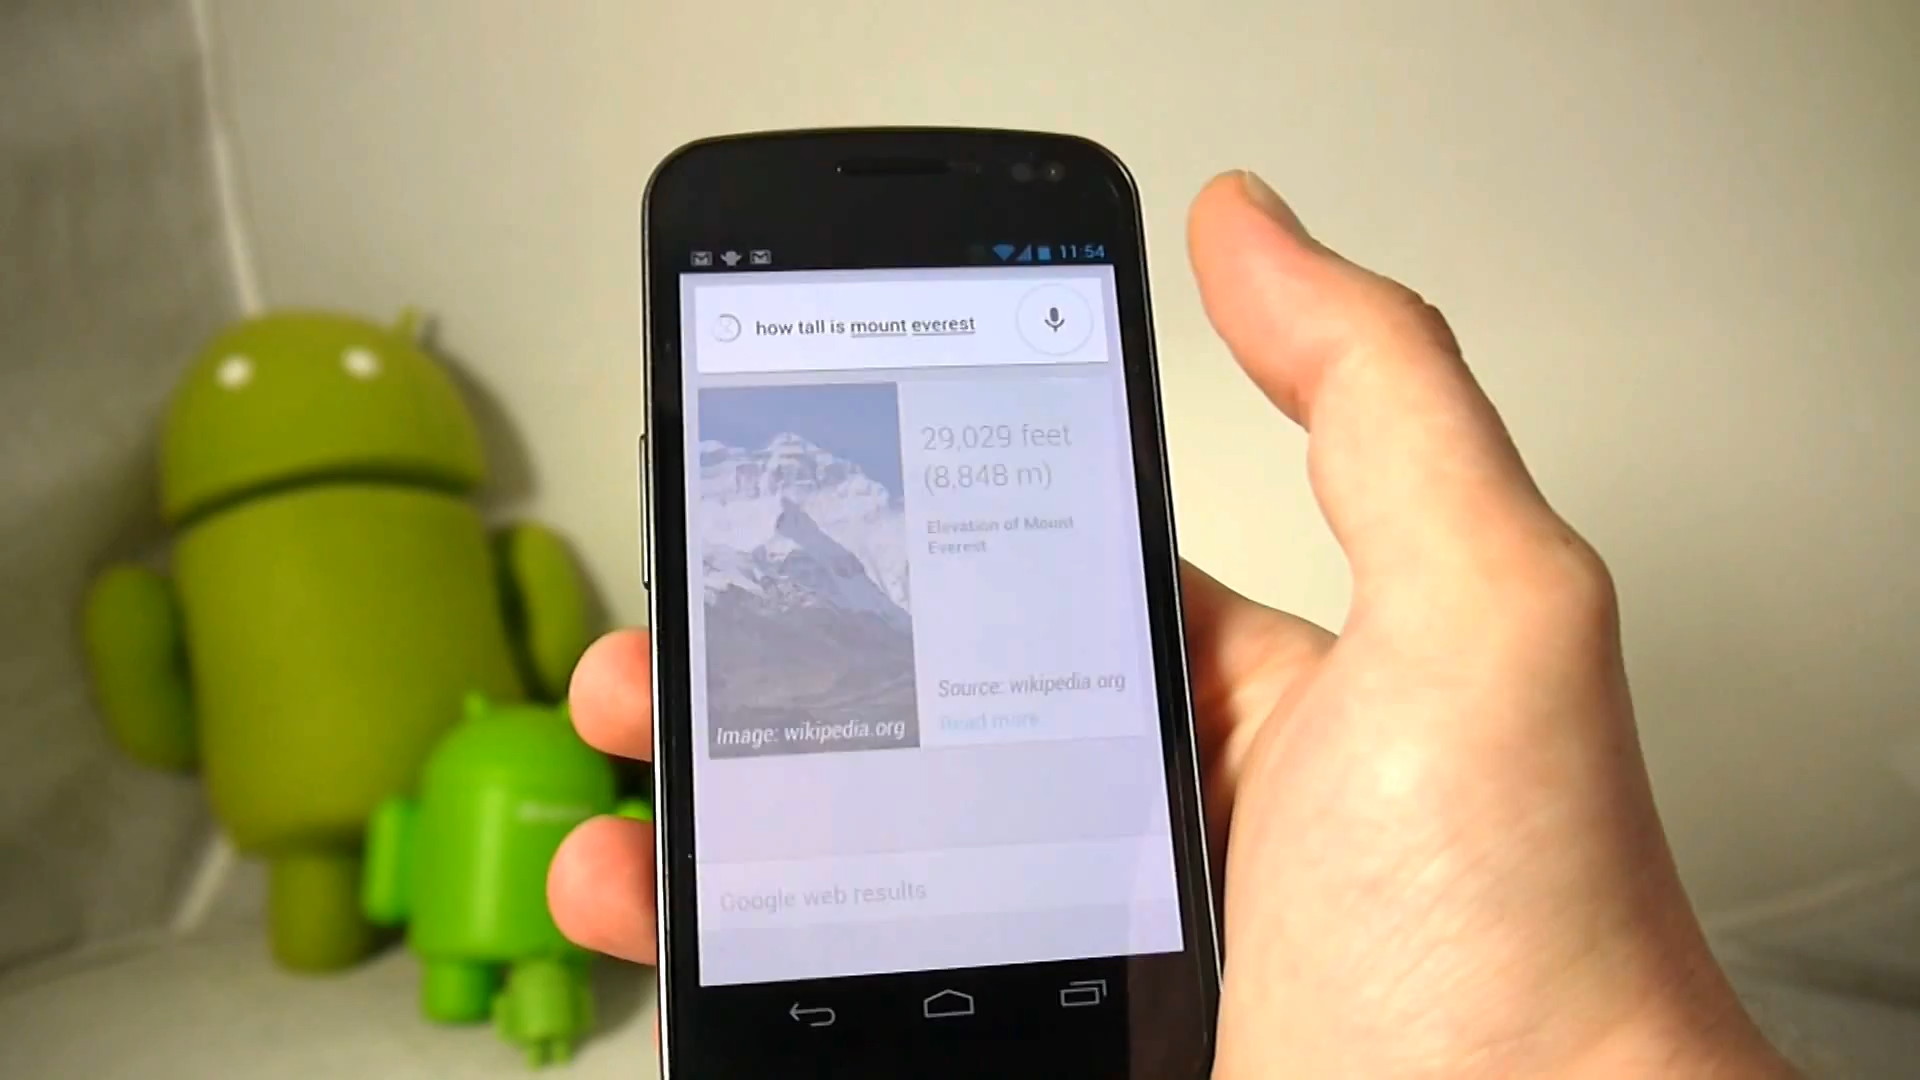 11:54
how tall is mount everest
29,029 feet
(8,848 m)
Elevation of Mount
Everest
Source: wikipedia.org
Read more
Image: wikipedia.org
Google web results